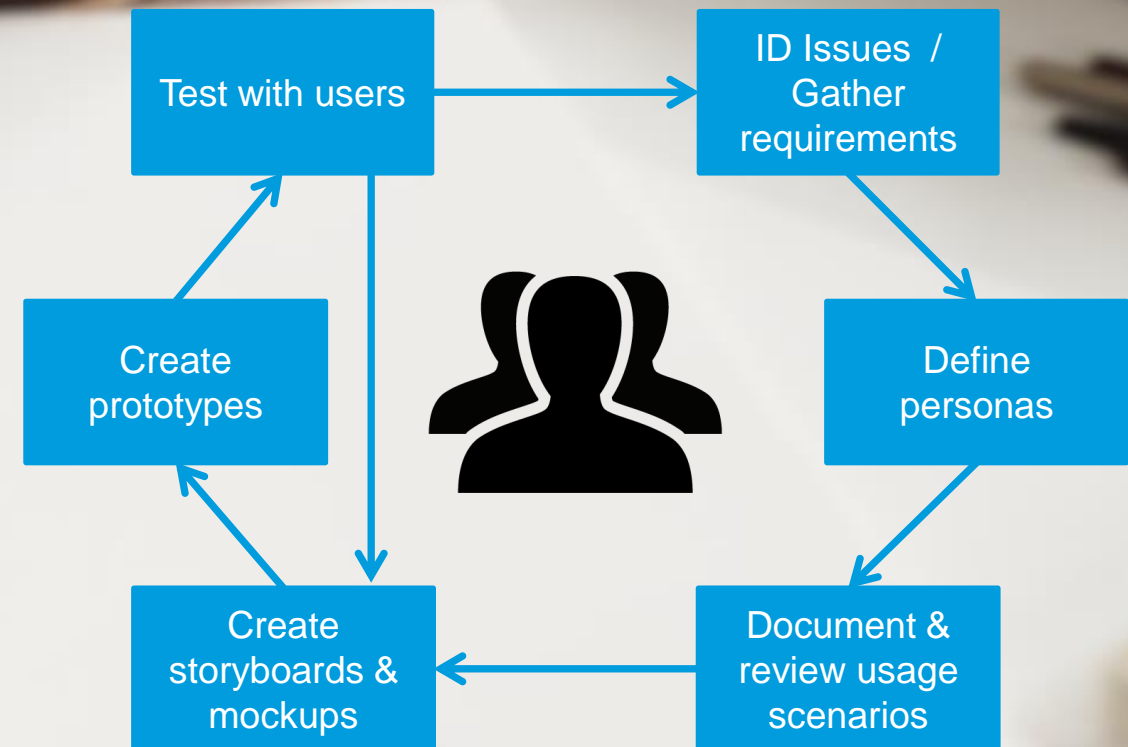 Test with users
ID Issues /
Gather
requirements
Create
prototypes
Define
personas
Create
storyboards &
mockups
Document &
review usage
scenarios